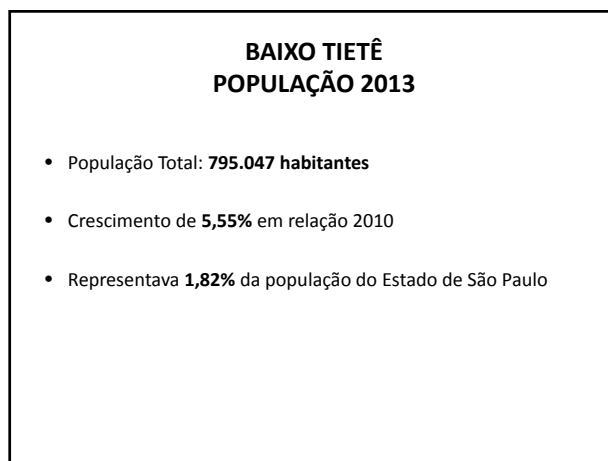 BAIXO TIETÊ
POPULAÇÃO 2013
• População Total: 795.047 habitantes
• Crescimento de 5,55% em relação 2010
• Representava 1,82% da população do Estado de São Paulo